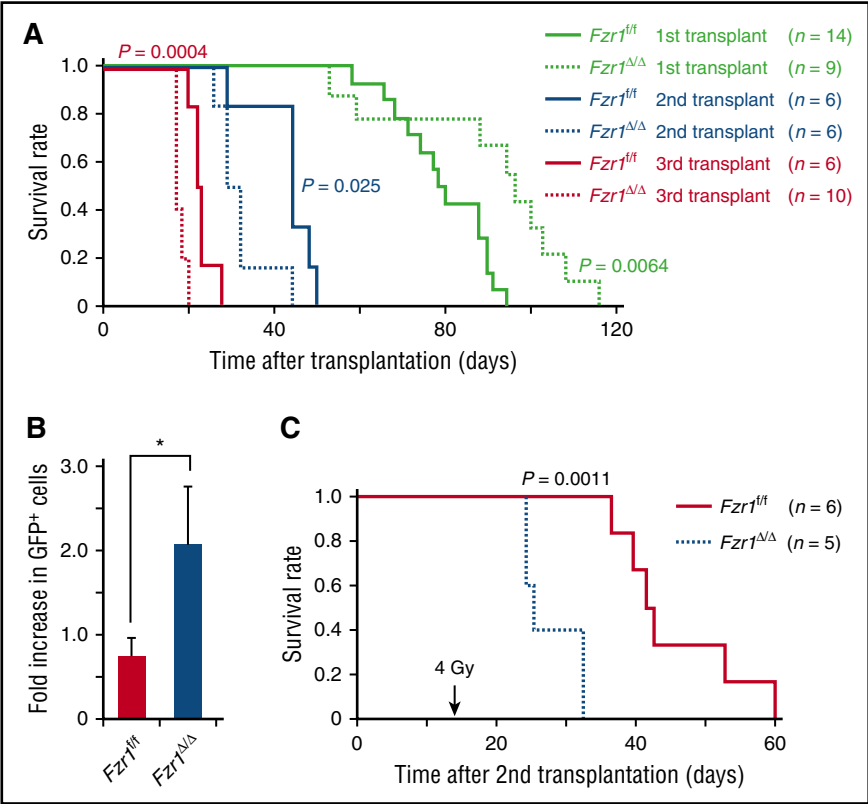 A
P = 0.0004
Fzr1f/f 1st transplant (n = 14)
Fzr1Δ/Δ 1st transplant (n = 9)
Fzr1f/f 2nd transplant (n = 6)
Fzr1Δ/Δ 2nd transplant (n = 6)
Fzr1f/f 3rd transplant (n = 6)
Fzr1Δ/Δ 3rd transplant (n = 10)
1.0
0.8
0.6
0.4
0.2
0
Survival rate
P = 0.025
P = 0.0064
0 40 80 120
Time after transplantation (days)
B
*
3.0
2.0
1.0
0
Fold increase in GFP+ cells
Fzr1f/f
Fzr1Δ/Δ
C
P = 0.0011
Fzr1f/f (n = 6)
Fzr1Δ/Δ (n = 5)
1.0
0.8
0.6
0.4
0.2
0
Survival rate
4 Gy
0 20 40 60
Time after 2nd transplantation (days)